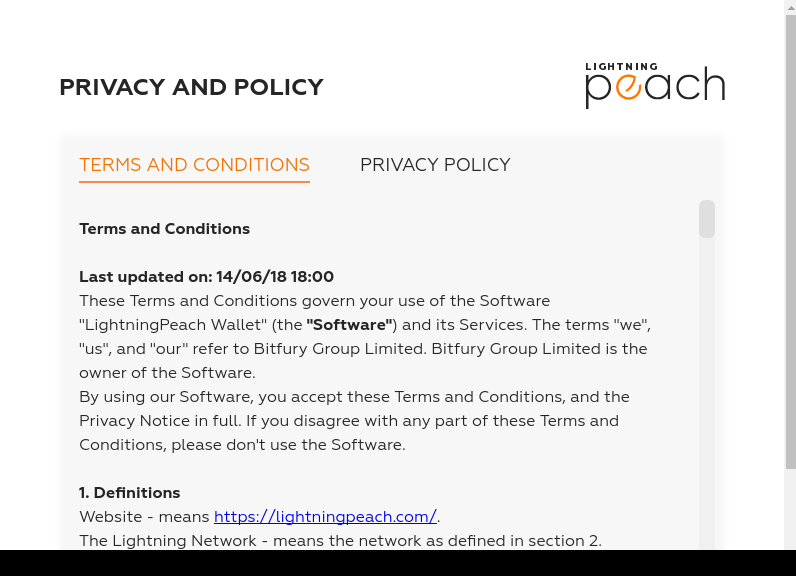 PRIVACY AND POLICY
LIGHTNING
peach
TERMS AND CONDITIONS
PRIVACY POLICY
Terms and Conditions
Last updated on: 14/06/18 18:00
These Terms and Conditions govern your use of the Software
"LightningPeach Wallet" (the "Software") and its Services. The terms "we",
"us", and "our" refer to Bitfury Group Limited. Bitfury Group Limited is the
owner of the Software.
By using our Software, you accept these Terms and Conditions, and the
Privacy Notice in full. If you disagree with any part of these Terms and
Conditions, please don't use the Software.
1. Definitions
Website - means https://lightningpeach.com/.
The Lightning Network - means the network as defined in section 2.